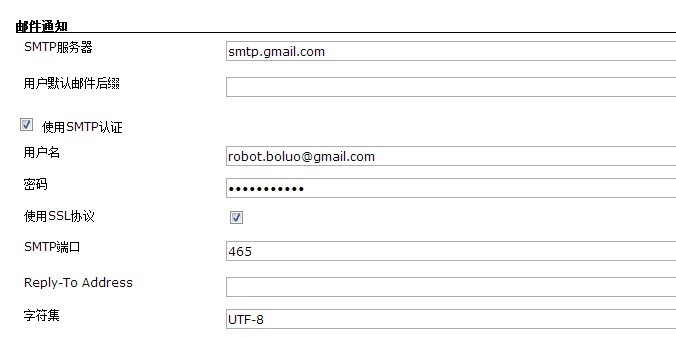 邮件通知
SMTP服务器 smtp.gmail.com
用户默认邮件后缀
使用SMTP认证
用户名 robot.boluo@gmail.com
密码 •••••••••••
使用SSL协议
SMTP端口 465
Reply-To Address
字符集 UTF-8